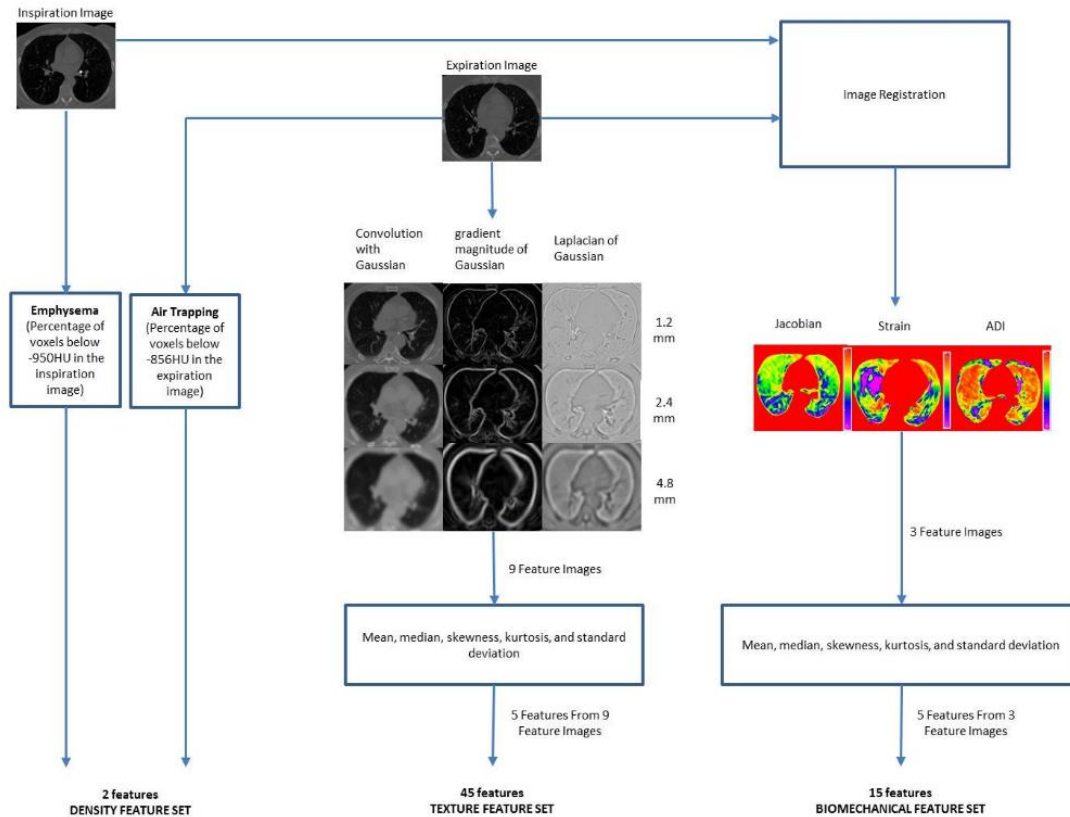 Inspiration Image
Expiration Image
Image Registration
Convolution
with
Gaussian
gradient
magnitude of
Gaussian
Laplacian of
Gaussian
1.2
mm
2.4
mm
4.8
mm
Emphysema
(Percentage of
voxels below
-950HU in the
inspiration
image)
Air Trapping
(Percentage of
voxels below
-856HU in the
expiration
image)
Jacobian
Strain
ADI
9 Feature Images
3 Feature Images
Mean, median, skewness, kurtosis, and standard
deviation
Mean, median, skewness, kurtosis, and standard deviation
5 Features From 9
Feature Images
5 Features From 3
Feature Images
2 features
DENSITY FEATURE SET
45 features
TEXTURE FEATURE SET
15 features
BIOMECHANICAL FEATURE SET